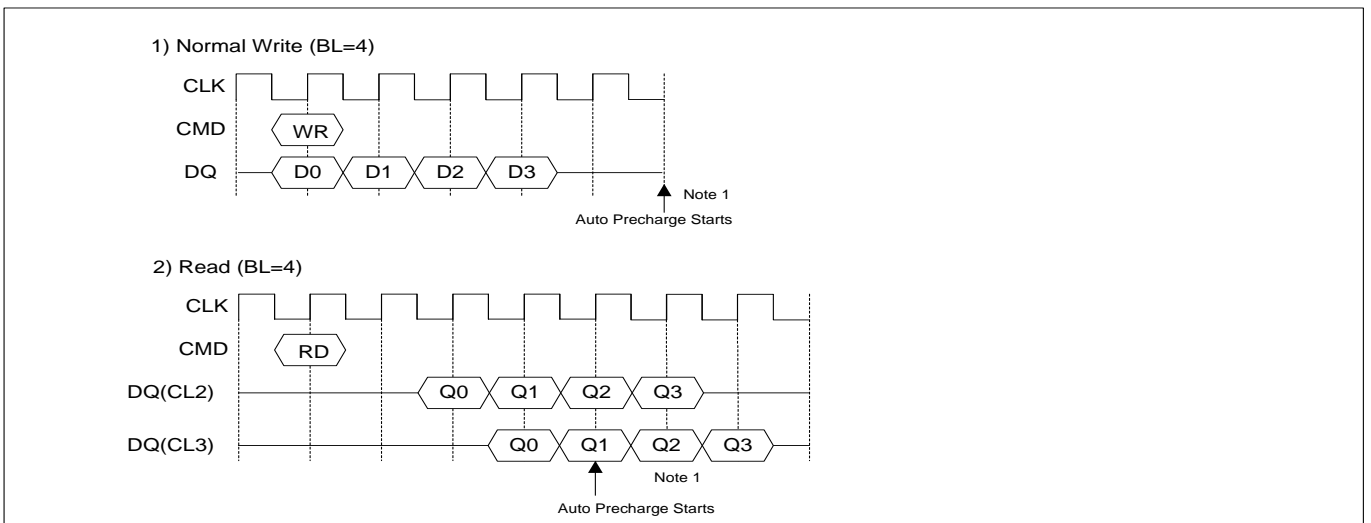 1) Normal Write (BL=4)
CLK
CMD WR
DQ D0 D1 D2 D3
Note 1
Auto Precharge Starts
2) Read (BL=4)
CLK
CMD RD
DQ(CL2) Q0 Q1 Q2 Q3
DQ(CL3) Q0 Q1 Q2 Q3
Note 1
Auto Precharge Starts